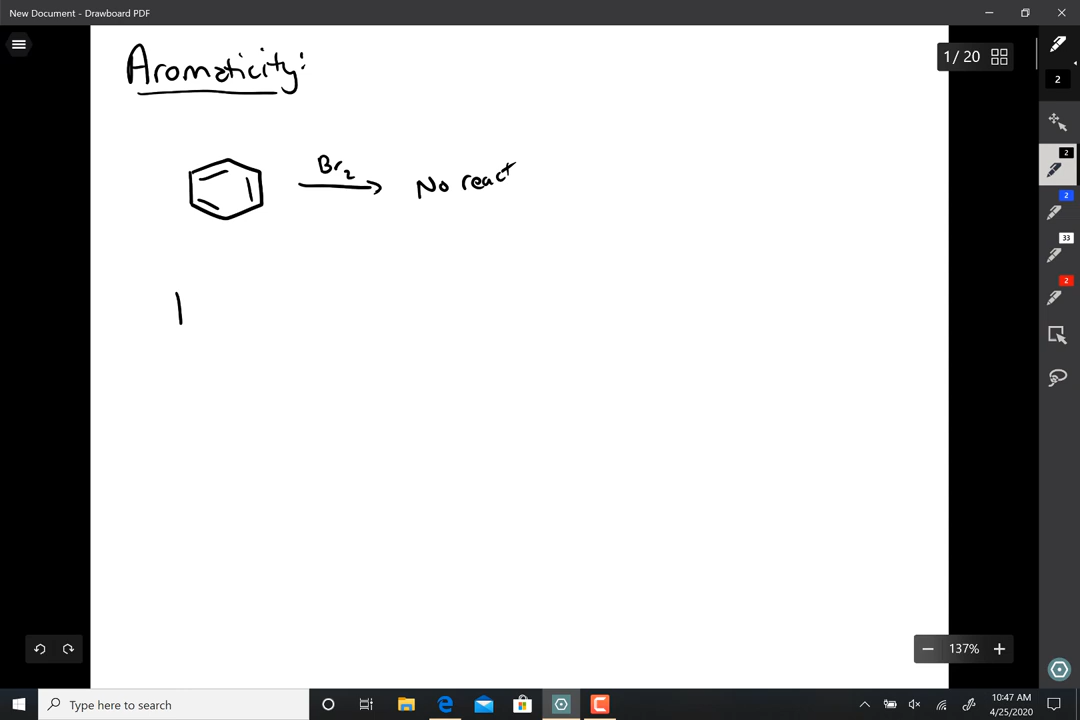 New Document - Drawboard PDF
Aromaticity:
1 / 20
2
Br2
No react
2
2
33
2
137%
Type here to search
10:47 AM
4/25/2020